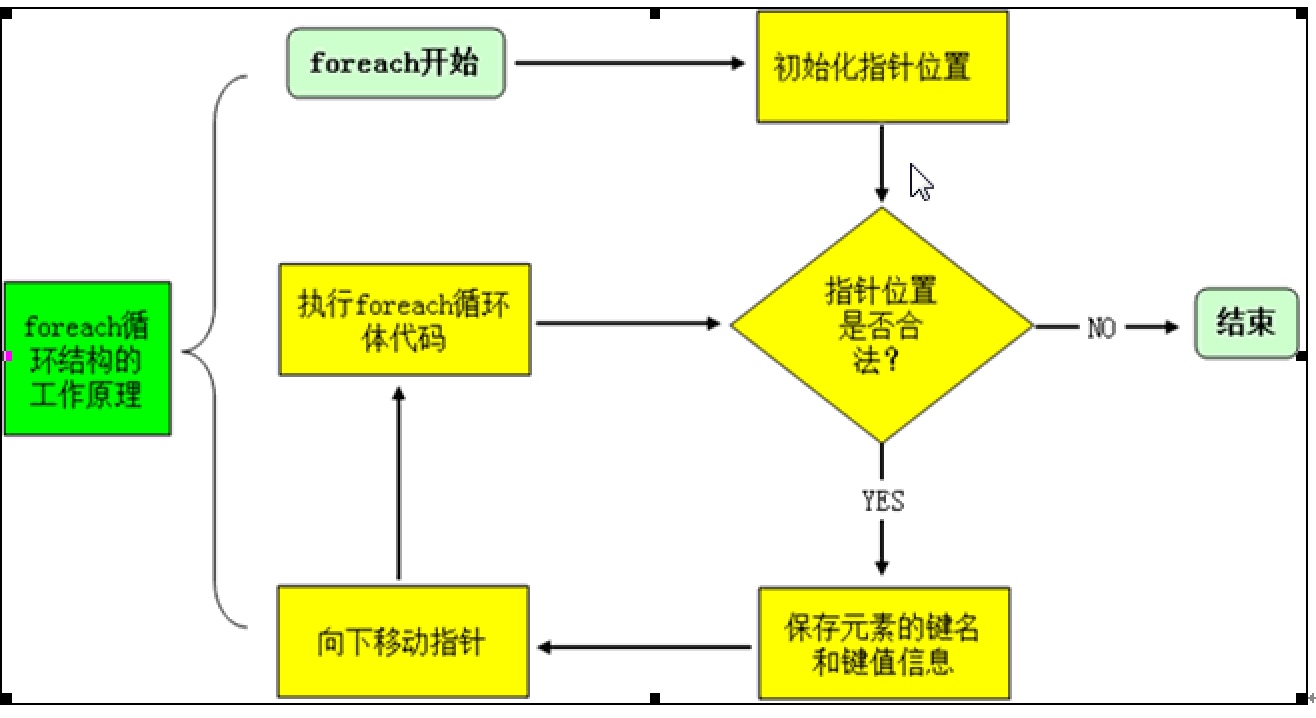 foreach开始
初始化指针位置
foreach循
环结构的
工作原理
执行foreach循环
体代码
指针位置
是否合
法？
NO
结束
YES
向下移动指针
保存元素的键名
和键值信息